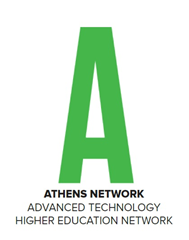 A
ATHENS NETWORK
ADVANCED TECHNOLOGY
HIGHER EDUCATION NETWORK